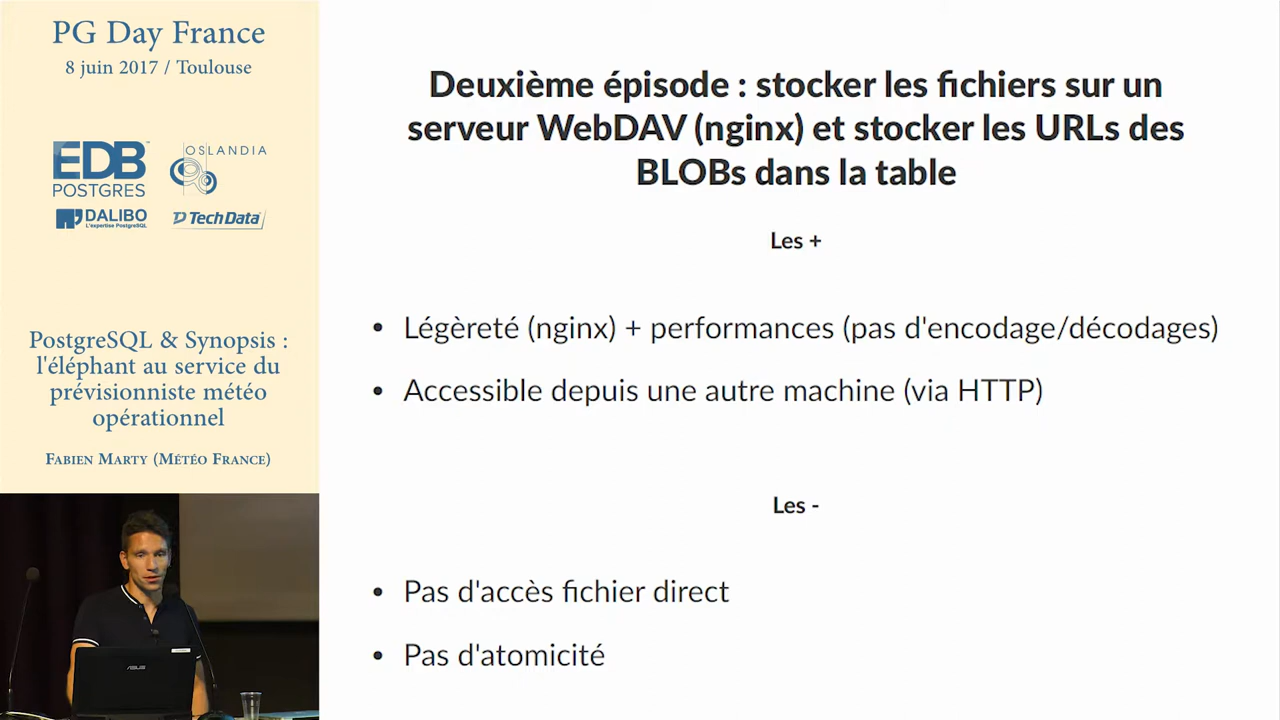 PG Day France
8 juin 2017 / Toulouse
EDB
POSTGRES
OSLANDIA
DALIBO
L'expertise PostgreSQL
TechData
PostgreSQL & Synopsis :
l'éléphant au service du
prévisionniste météo
opérationnel
Fabien Marty (Météo France)
ASUS
Deuxième épisode : stocker les fichiers sur un
serveur WebDAV (nginx) et stocker les URLs des
BLOBs dans la table
Les +
• Légèreté (nginx) + performances (pas d'encodage/décodages)
• Accessible depuis une autre machine (via HTTP)
Les -
• Pas d'accès fichier direct
• Pas d'atomicité